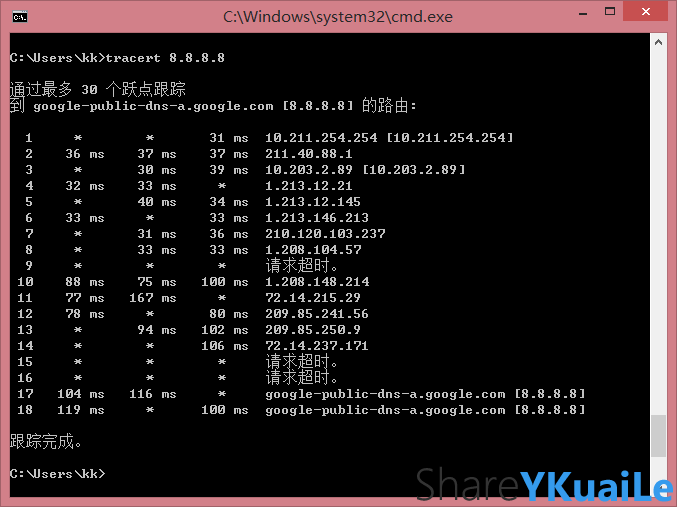 C:\Windows\system32\cmd.exe
C:\Users\kk>tracert 8.8.8.8
通过最多 30 个跃点跟踪
到 google-public-dns-a.google.com [8.8.8.8] 的路由:
1 * * 31 ms 10.211.254.254 [10.211.254.254]
2 36 ms 37 ms 37 ms 211.40.88.1
3 * 30 ms 39 ms 10.203.2.89 [10.203.2.89]
4 32 ms 33 ms * 1.213.12.21
5 * 40 ms 34 ms 1.213.12.145
6 33 ms * 33 ms 1.213.146.213
7 * 31 ms 36 ms 210.120.103.237
8 * 33 ms 33 ms 1.208.104.57
9 * * * 请求超时。
10 88 ms 75 ms 100 ms 1.208.148.214
11 77 ms 167 ms * 72.14.215.29
12 78 ms * 80 ms 209.85.241.56
13 * 94 ms 102 ms 209.85.250.9
14 * * 106 ms 72.14.237.171
15 * * * 请求超时。
16 * * * 请求超时。
17 104 ms 116 ms * google-public-dns-a.google.com [8.8.8.8]
18 119 ms * 100 ms google-public-dns-a.google.com [8.8.8.8]
跟踪完成。
C:\Users\kk>
ShareYKuaiLe